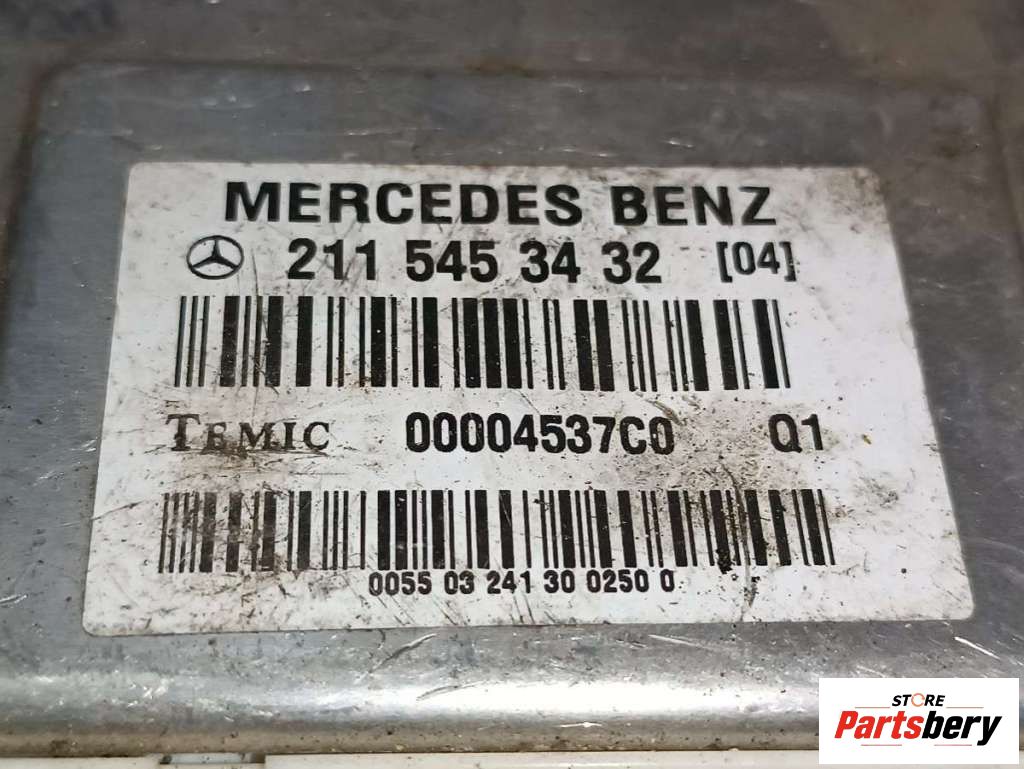 MERCEDES BENZ
211 545 34 32 [04]
TEMIC 00004537C0 Q1
0055 03 241 30 0250 0
STORE
Partsbery